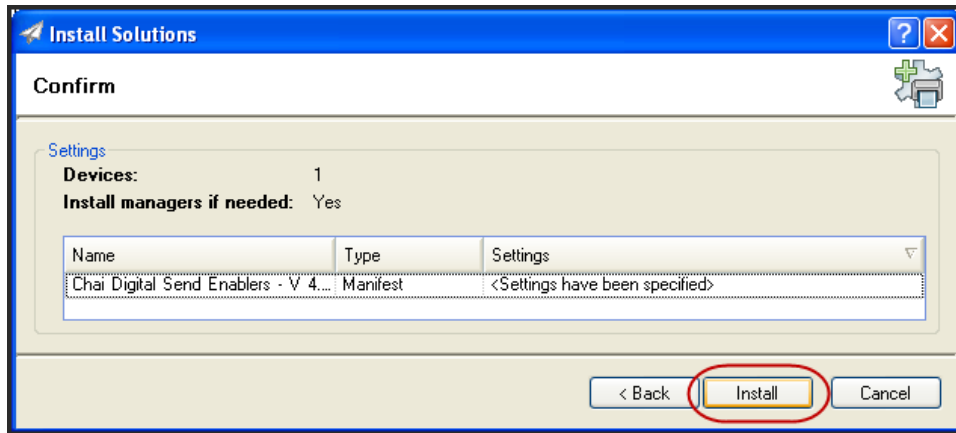 Install Solutions
Confirm
Settings
Devices: 1
Install managers if needed: Yes
Name Type Settings
Chai Digital Send Enablers - V 4.... Manifest <Settings have been specified>
< Back Install Cancel